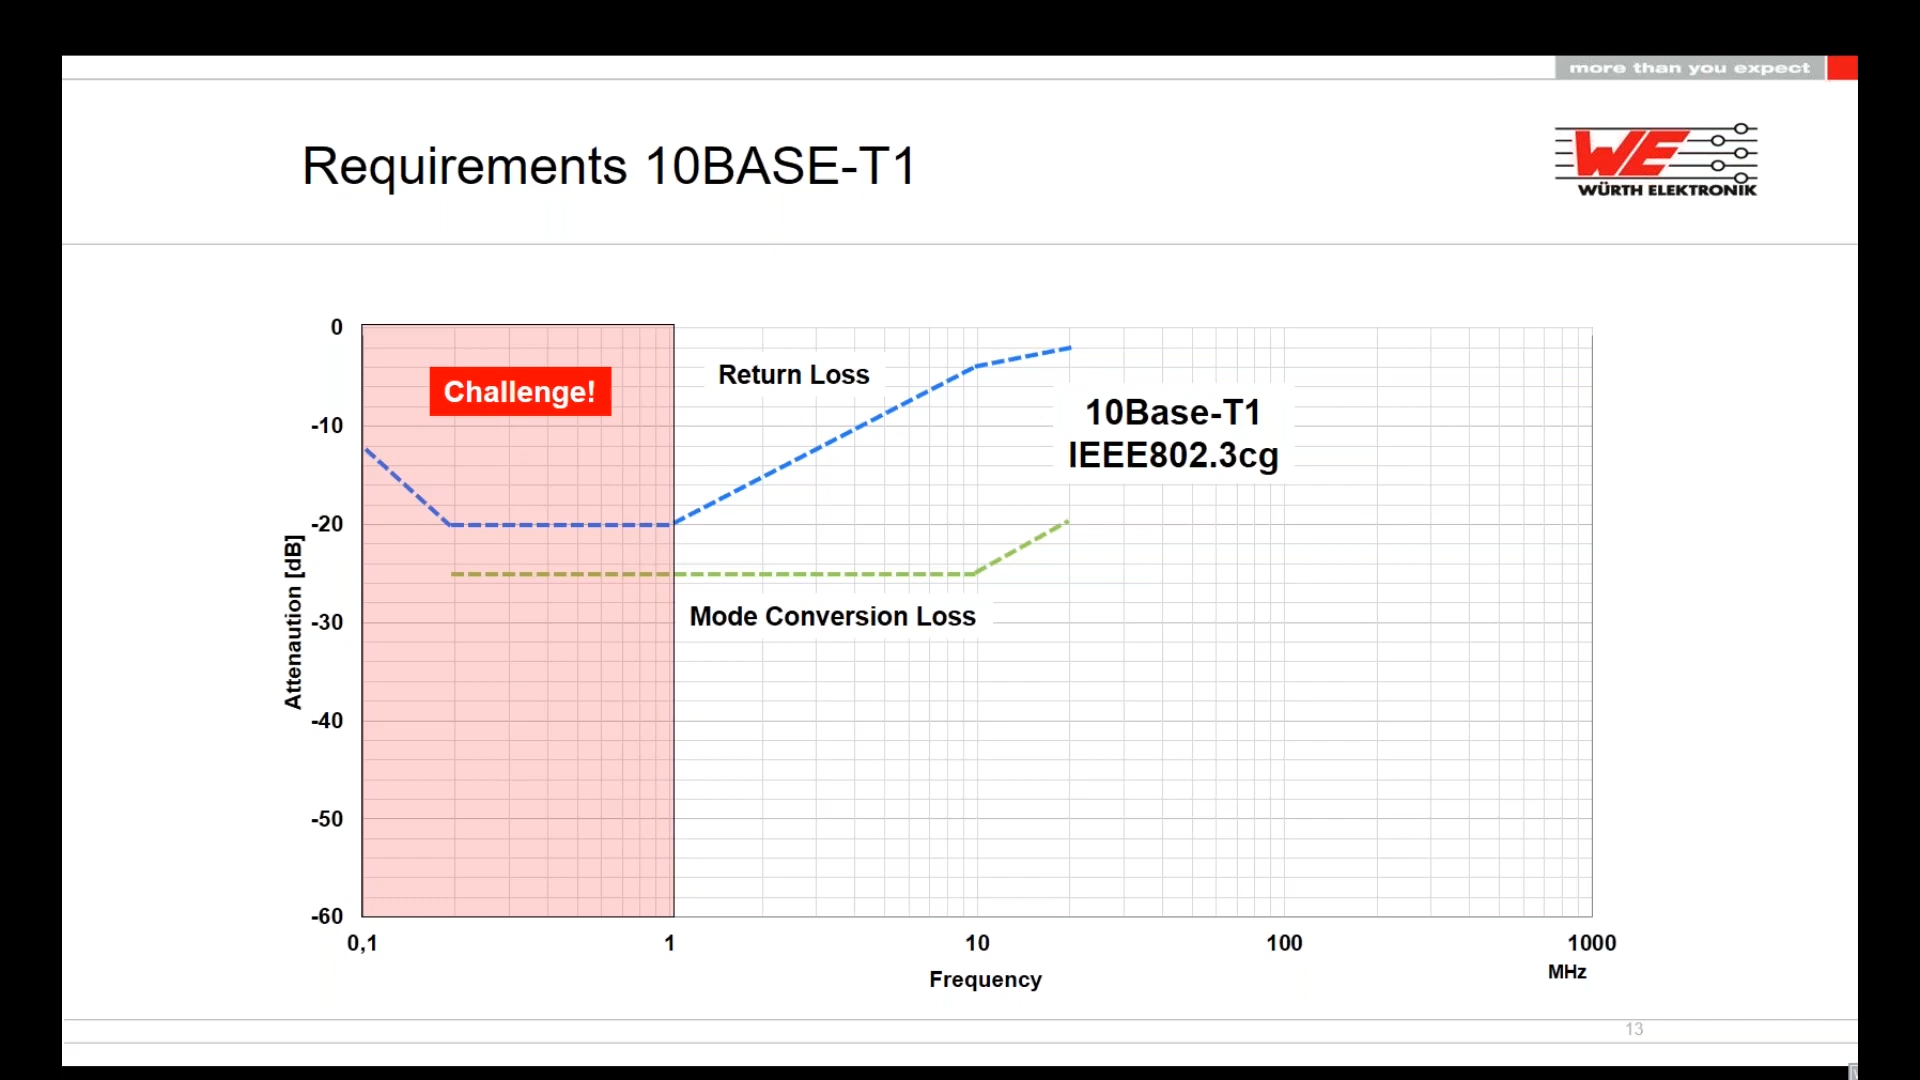 more than you expect
Requirements 10BASE-T1
WE
WÜRTH ELEKTRONIK
0
-10
-20
-30
-40
-50
-60
Attenaution [dB]
Challenge!
Return Loss
10Base-T1
IEEE802.3cg
Mode Conversion Loss
0,1
1
10
100
1000
Frequency
MHz
13